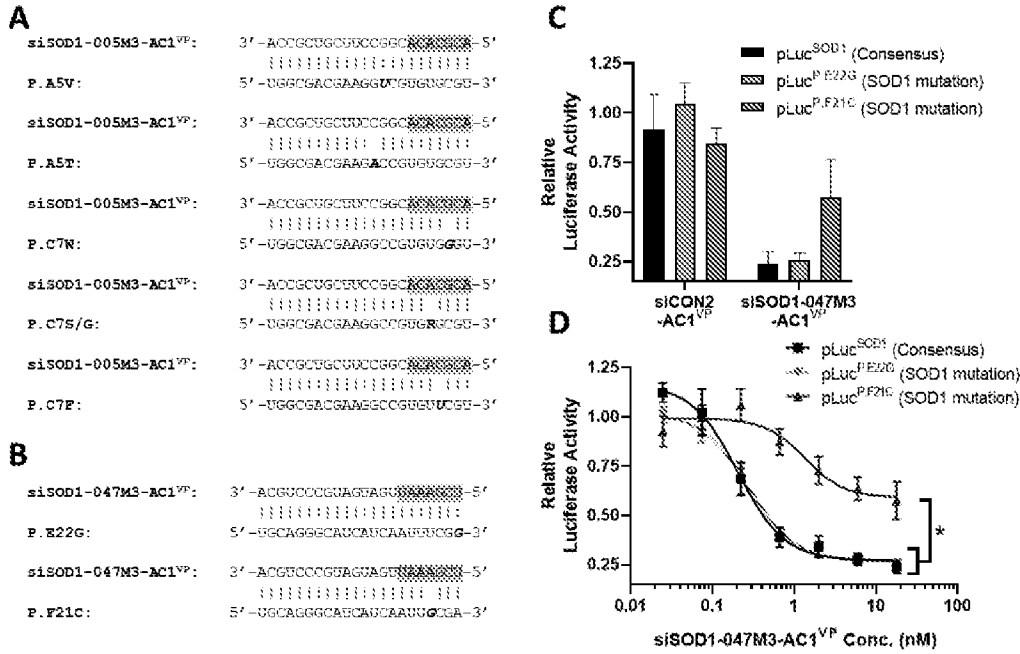 A
siSOD1-005M3-AC1VP: 3’-ACCGCUGCUUCCGGCACACGCA-5’
P.A5V: 5’-UGGCGACGAAGGUCGUGUGCGU-3’
siSOD1-005M3-AC1VP: 3’-ACCGCUGCUUCCGGCACACGCA-5’
P.A5T: 5’-UGGCGACGAAGACCGUGUGCGU-3’
siSOD1-005M3-AC1VP: 3’-ACCGCUGCUUCCGGCACACGCA-5’
P.C7W: 5’-UGGCGACGAAGGCCGUGUGGGU-3’
siSOD1-005M3-AC1VP: 3’-ACCGCUGCUUCCGGCACACGCA-5’
P.C7S/G: 5’-UGGCGACGAAGGCCGUGRGCGU-3’
siSOD1-005M3-AC1VP: 3’-ACCGCUGCUUCCGGCACACGCA-5’
P.C7F: 5’-UGGCGACGAAGGCCGUGUUCGU-3’
B
siSOD1-047M3-AC1VP: 3’-ACGUCCCGUAGUAGUUAAAGCU-5’
P.E22G: 5’-UGCAGGGCAUCAUCAAUUUCGG-3’
siSOD1-047M3-AC1VP: 3’-ACGUCCCGUAGUAGUUAAAGCU-5’
P.F21C: 5’-UGCAGGGCAUCAUCAAUUGCGA-3’
C
pLucSOD1 (Consensus)
pLucP.E22G (SOD1 mutation)
pLucP.F21C (SOD1 mutation)
Relative
Luciferase Activity
1.25
1.00
0.75
0.50
0.25
siCON2
-AC1VP
siSOD1-047M3
-AC1VP
D
pLucSOD1 (Consensus)
pLucP.E22G (SOD1 mutation)
pLucP.F21C (SOD1 mutation)
Relative
Luciferase Activity
1.25
1.00
0.75
0.50
0.25
*
0.01 0.1 1 10 100
siSOD1-047M3-AC1VP Conc. (nM)